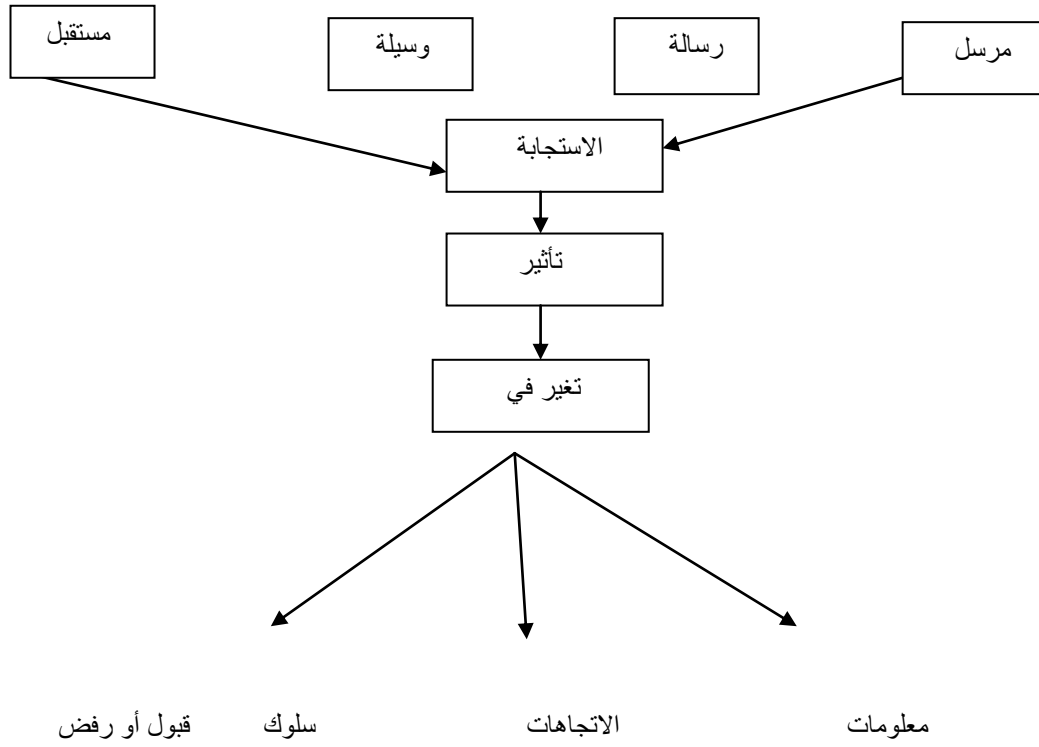 مرسل
رسالة
وسيلة
مستقبل
الاستجابة
تأثير
تغير في
معلومات
الاتجاهات
سلوك
قبول أو رفض